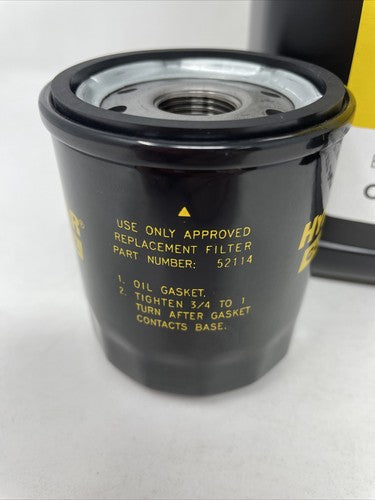 USE ONLY APPROVED
REPLACEMENT FILTER
PART NUMBER: 52114
1. OIL GASKET.
2. TIGHTEN 3/4 TO 1
TURN AFTER GASKET
CONTACTS BASE.